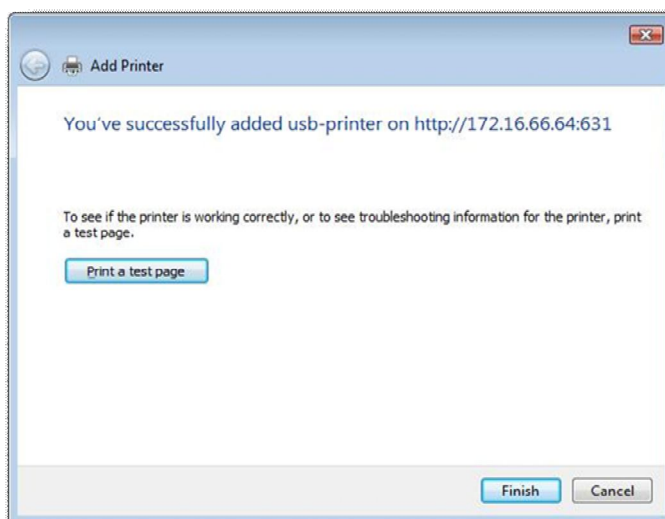 Add Printer
You've successfully added usb-printer on http://172.16.66.64:631
To see if the printer is working correctly, or to see troubleshooting information for the printer, print
a test page.
Print a test page
Finish Cancel